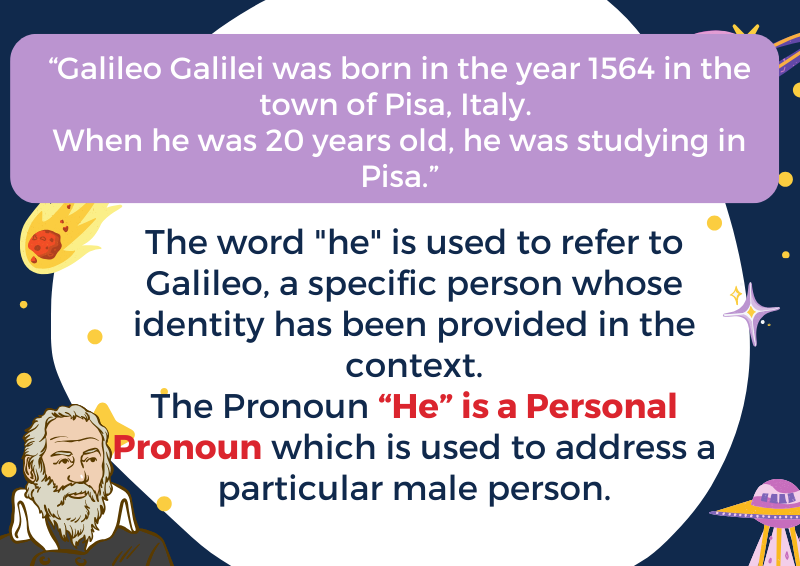 “Galileo Galilei was born in the year 1564 in the
town of Pisa, Italy.
When he was 20 years old, he was studying in
Pisa.”
The word "he" is used to refer to
Galileo, a specific person whose
identity has been provided in the
context.
The Pronoun “He” is a Personal
Pronoun which is used to address a
particular male person.